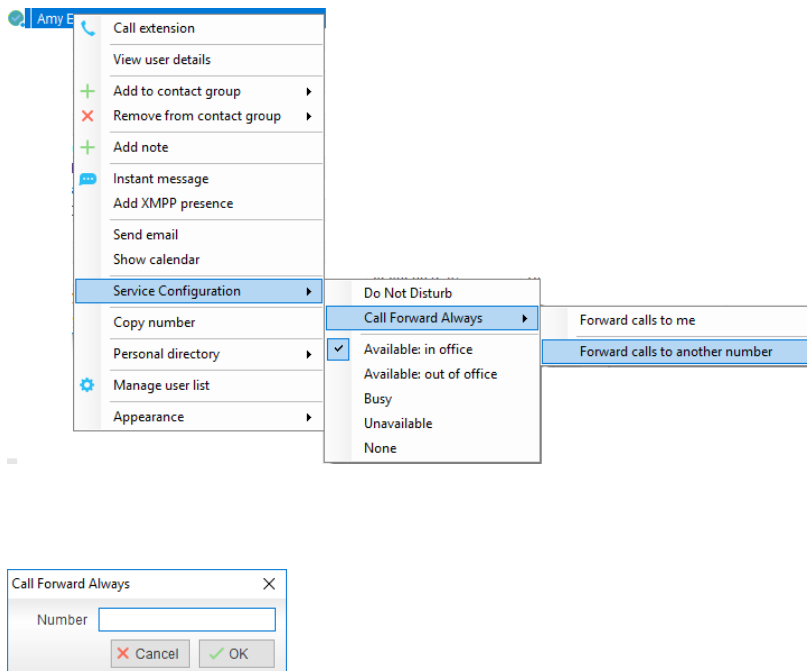 Amy E
Call extension
View user details
Add to contact group
Remove from contact group
Add note
Instant message
Add XMPP presence
Send email
Show calendar
Service Configuration
Copy number
Personal directory
Manage user list
Appearance
Do Not Disturb
Call Forward Always
Available: in office
Available: out of office
Busy
Unavailable
None
Forward calls to me
Forward calls to another number
Call Forward Always
Number
Cancel
OK